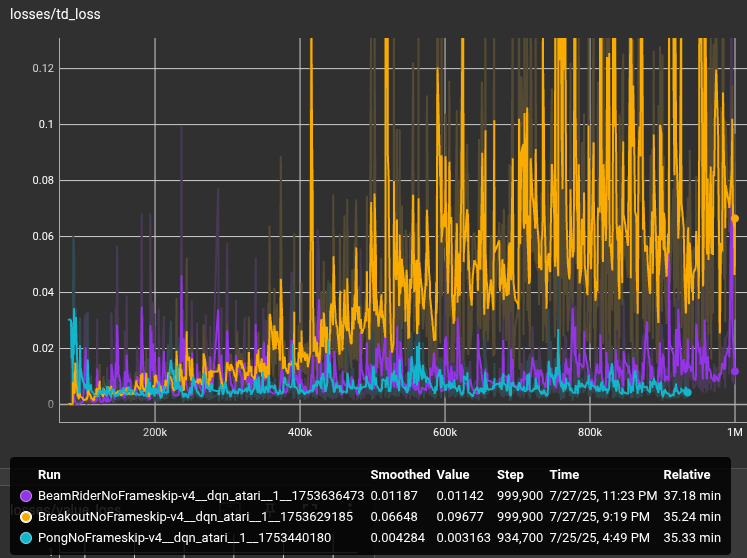 losses/td_loss
0.12
0.1
0.08
0.06
0.04
0.02
0
200k 400k 600k 800k 1M
Run Smoothed Value Step Time Relative
BeamRiderNoFrameskip-v4__dqn_atari__1__1753636473 0.01187 0.01142 999,900 7/27/25, 11:23 PM 37.18 min
BreakoutNoFrameskip-v4__dqn_atari__1__1753629185 0.06648 0.09677 999,900 7/27/25, 9:19 PM 35.24 min
PongNoFrameskip-v4__dqn_atari__1__1753440180 0.004284 0.003163 934,700 7/25/25, 4:49 PM 35.33 min